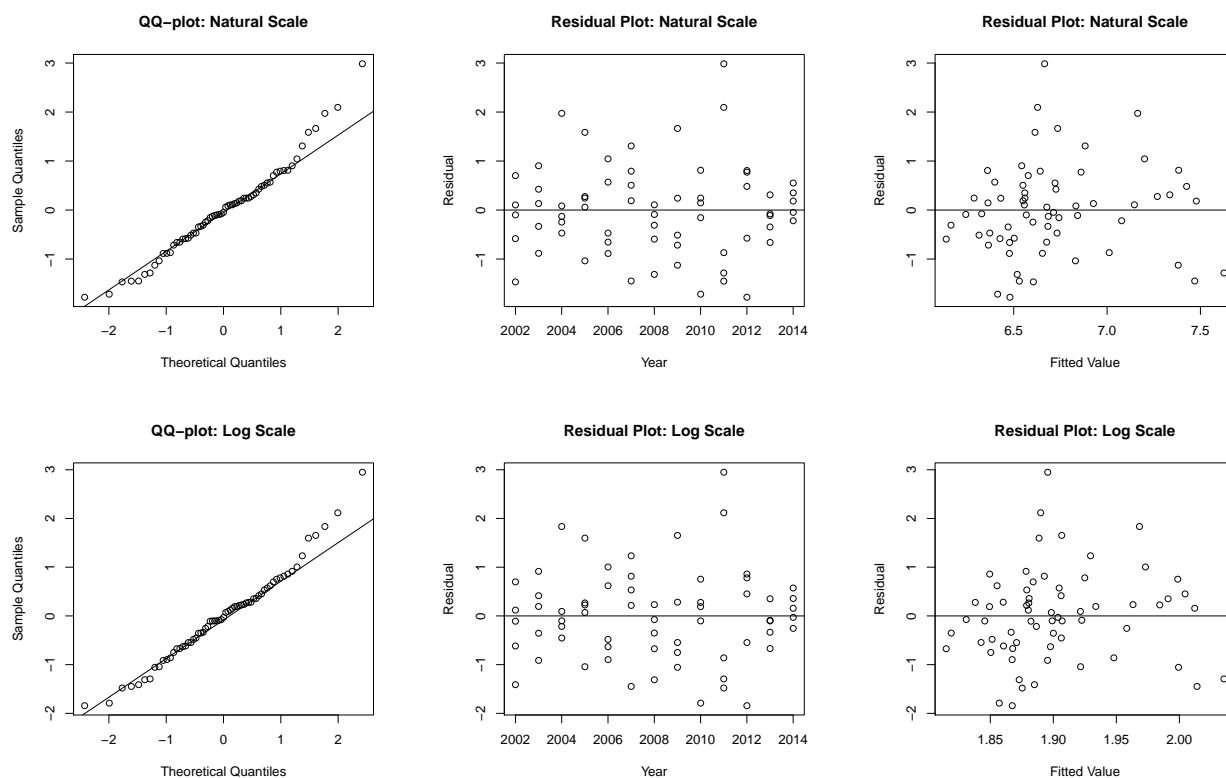 QQ−plot: Natural Scale
Sample Quantiles
3
2
1
0
−1
−2 −1 0 1 2
Theoretical Quantiles
Residual Plot: Natural Scale
Residual
3
2
1
0
−1
2002 2004 2006 2008 2010 2012 2014
Year
Residual Plot: Natural Scale
Residual
3
2
1
0
−1
6.5 7.0 7.5
Fitted Value
QQ−plot: Log Scale
Sample Quantiles
3
2
1
0
−1
−2
−2 −1 0 1 2
Theoretical Quantiles
Residual Plot: Log Scale
Residual
3
2
1
0
−1
−2
2002 2004 2006 2008 2010 2012 2014
Year
Residual Plot: Log Scale
Residual
3
2
1
0
−1
−2
1.85 1.90 1.95 2.00
Fitted Value